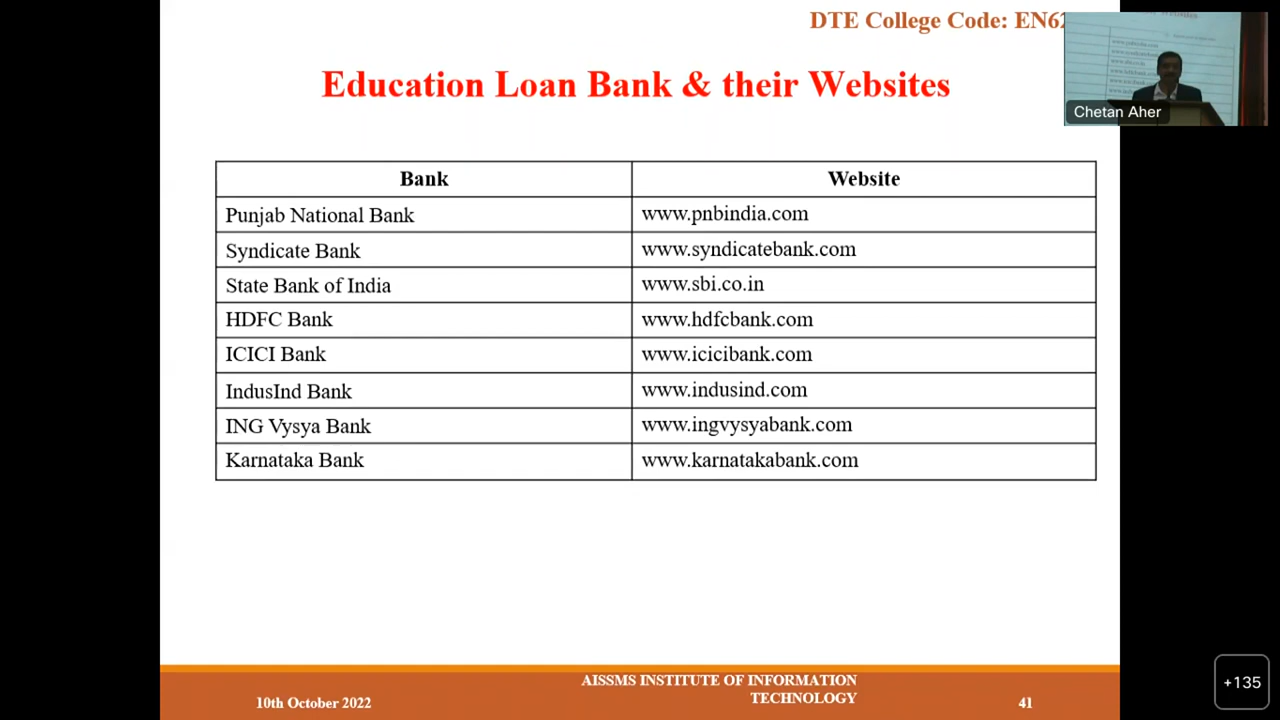 DTE College Code: EN62
Education Loan Bank & their Websites
Chetan Aher
Bank Website
Punjab National Bank www.pnbindia.com
Syndicate Bank www.syndicatebank.com
State Bank of India www.sbi.co.in
HDFC Bank www.hdfcbank.com
ICICI Bank www.icicibank.com
IndusInd Bank www.indusind.com
ING Vysya Bank www.ingvysyabank.com
Karnataka Bank www.karnatakabank.com
10th October 2022
AISSMS INSTITUTE OF INFORMATION
TECHNOLOGY
41
+135